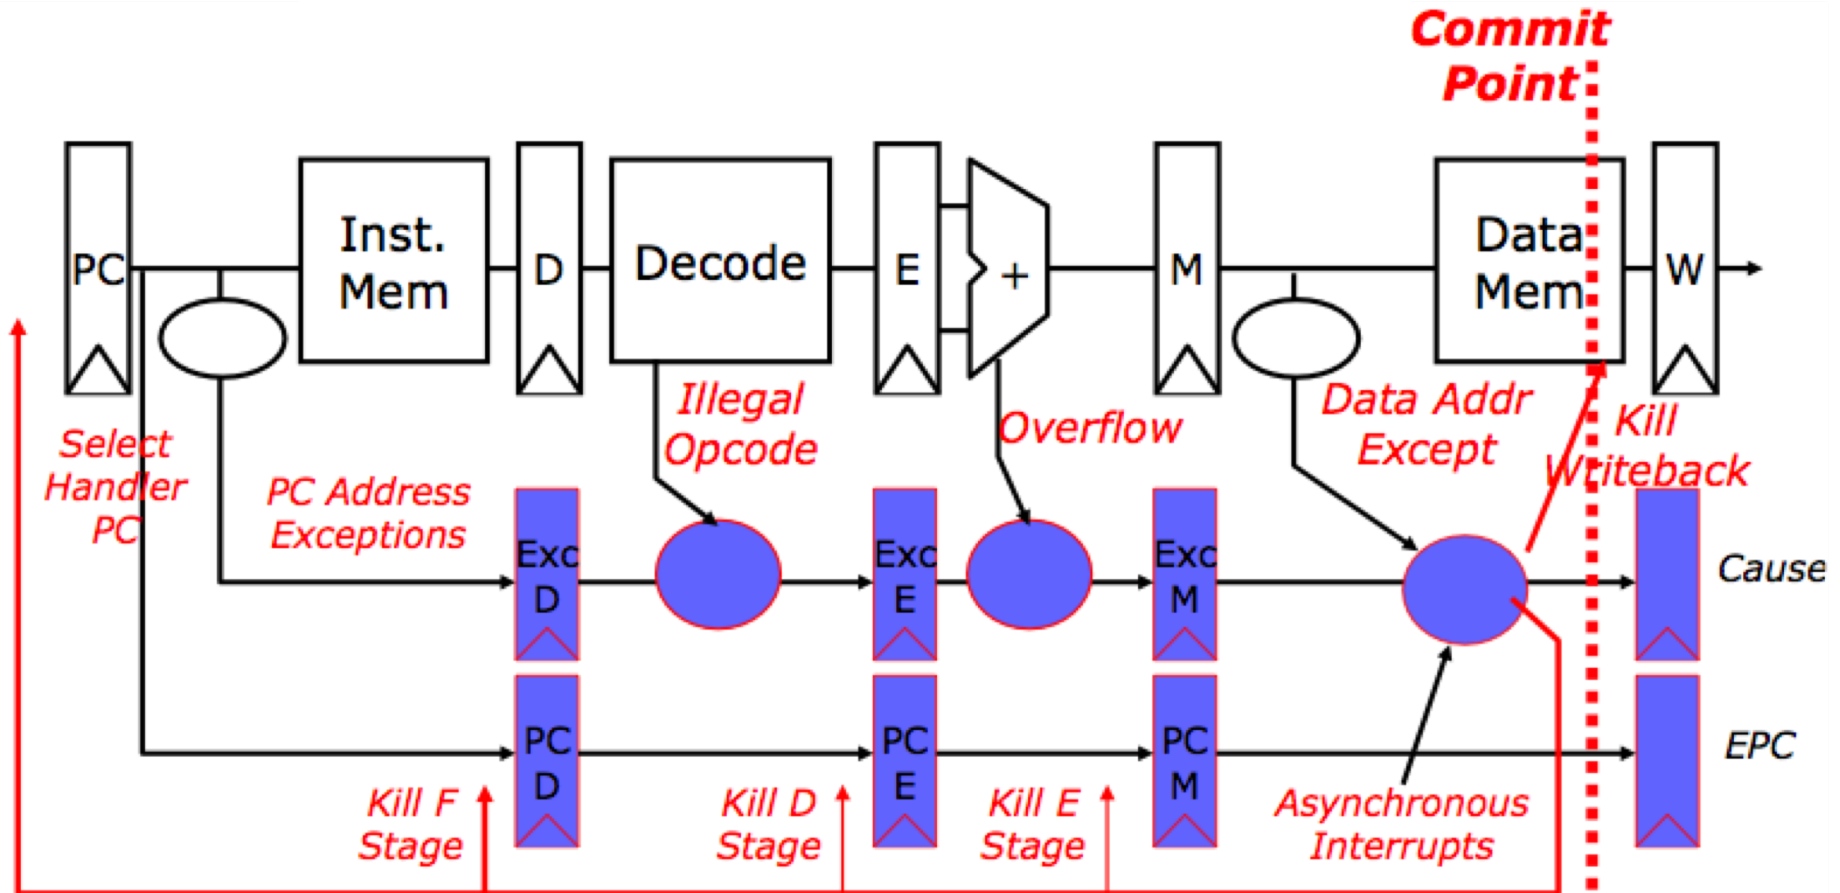 Commit
Point
PC
Inst.
Mem
D
Decode
E
+
M
Data
Mem
W
Select
Handler
PC
PC Address
Exceptions
Illegal
Opcode
Overflow
Data Addr
Except
Kill
Writeback
Exc
D
Exc
E
Exc
M
Cause
PC
D
PC
E
PC
M
EPC
Kill F
Stage
Kill D
Stage
Kill E
Stage
Asynchronous
Interrupts